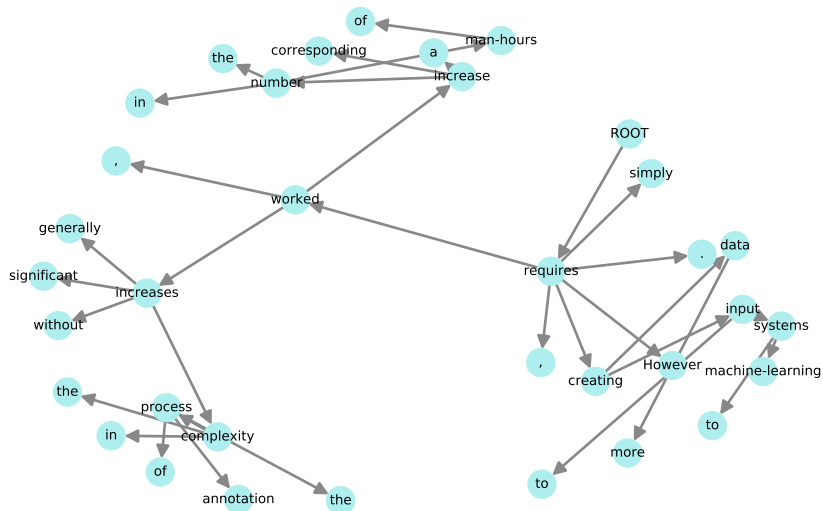 of
man-hours
corresponding
a
the
increase
number
in
ROOT
,
simply
worked
generally
data
.
requires
significant
increases
input
without
systems
,
However
machine-learning
creating
the
process
to
in
complexity
more
of
to
annotation
the